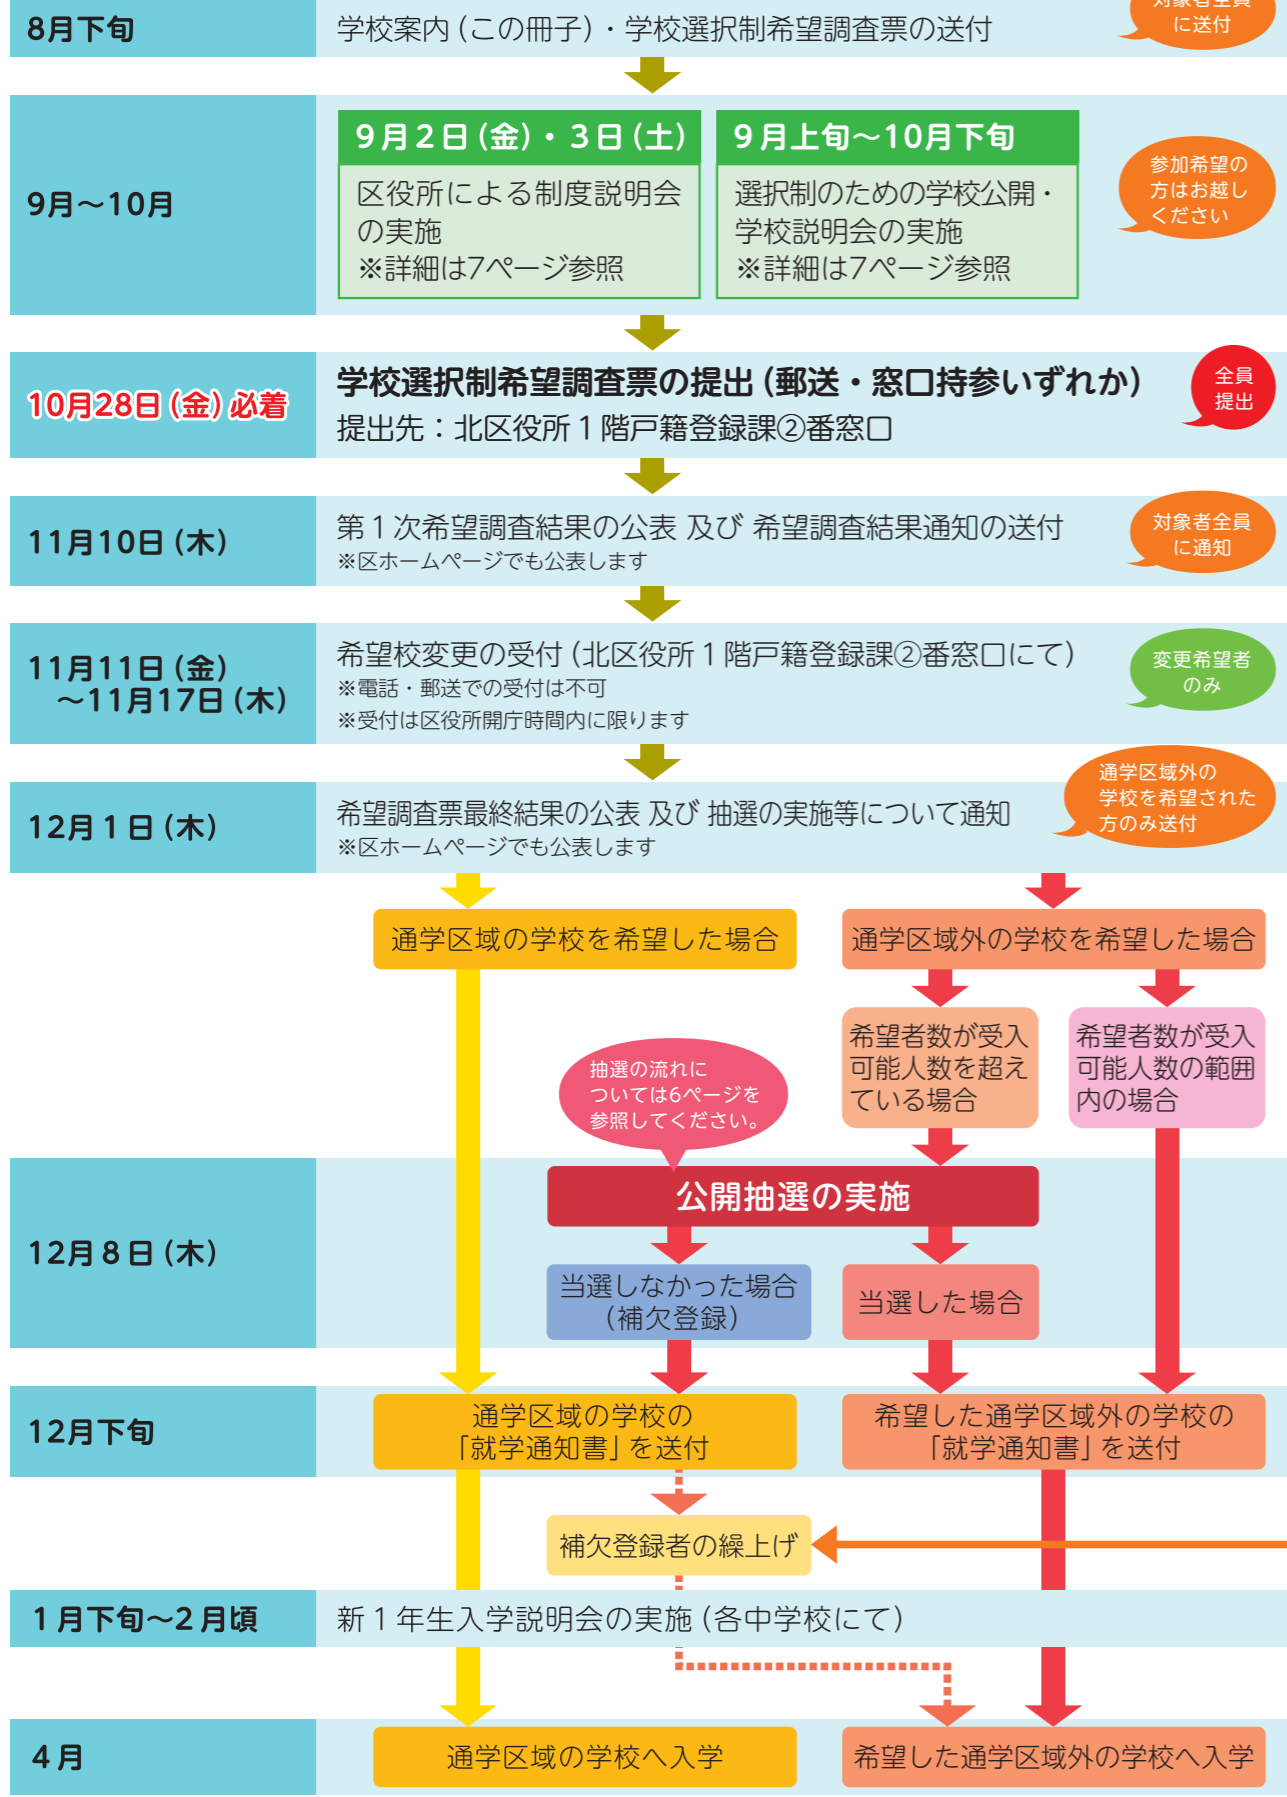 対象者全員
に送付
8月下旬
学校案内（この冊子）・学校選択制希望調査票の送付
9月～10月
9月2日（金）・3日（土）
区役所による制度説明会
の実施
※詳細は7ページ参照
9月上旬～10月下旬
選択制のための学校公開・
学校説明会の実施
※詳細は7ページ参照
参加希望の
方はお越し
ください
10月28日（金）必着
学校選択制希望調査票の提出（郵送・窓口持参いずれか）
提出先：北区役所1階戸籍登録課②番窓口
全員
提出
11月10日（木）
第1次希望調査結果の公表 及び 希望調査結果通知の送付
※区ホームページでも公表します
対象者全員
に通知
11月11日（金）
～11月17日（木）
希望校変更の受付（北区役所1階戸籍登録課②番窓口にて）
※電話・郵送での受付は不可
※受付は区役所開庁時間内に限ります
変更希望者
のみ
12月1日（木）
希望調査票最終結果の公表 及び 抽選の実施等について通知
※区ホームページでも公表します
通学区域外の
学校を希望された
方のみ送付
通学区域の学校を希望した場合
通学区域外の学校を希望した場合
希望者数が受入
可能人数を超え
ている場合
希望者数が受入
可能人数の範囲
内の場合
抽選の流れに
ついては6ページを
参照してください。
12月8日（木）
公開抽選の実施
当選しなかった場合
（補欠登録）
当選した場合
12月下旬
通学区域の学校の
「就学通知書」を送付
希望した通学区域外の学校の
「就学通知書」を送付
補欠登録者の繰上げ
1月下旬～2月頃
新1年生入学説明会の実施（各中学校にて）
4月
通学区域の学校へ入学
希望した通学区域外の学校へ入学